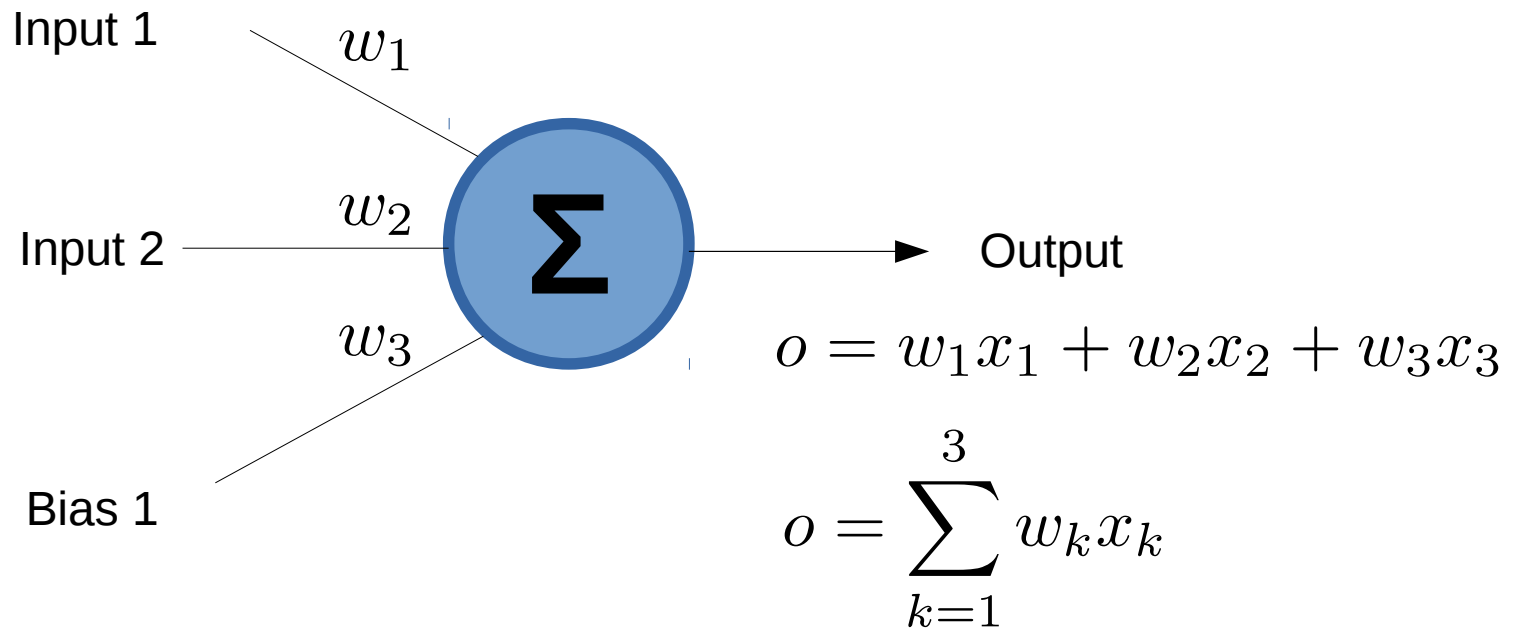 Input 1
w₁
Input 2
w₂
Σ
Output
w₃
o = w₁x₁ + w₂x₂ + w₃x₃
Bias 1
3
o = ∑ wₖxₖ
k=1